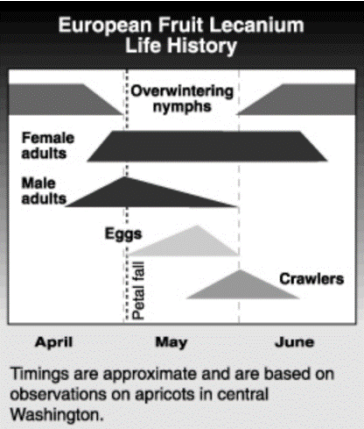 European Fruit Lecanium
Life History
Overwintering
nymphs
Female
adults
Male
adults
Eggs
Petal fall
Crawlers
April May June
Timings are approximate and are based on
observations on apricots in central
Washington.